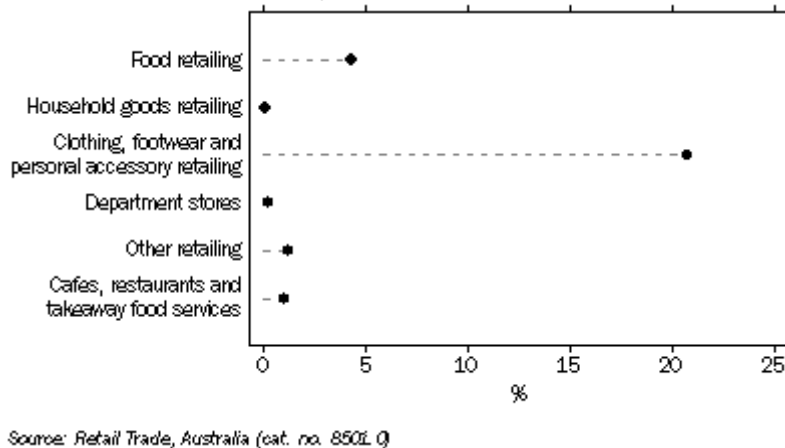 Food retailing
Household goods retailing
Clothing, footwear and
personal accessory retailing
Department stores
Other retailing
Cafes, restaurants and
takeaway food services
0 5 10 15 20 25
%
Source: Retail Trade, Australia (cat. no. 8501.0)